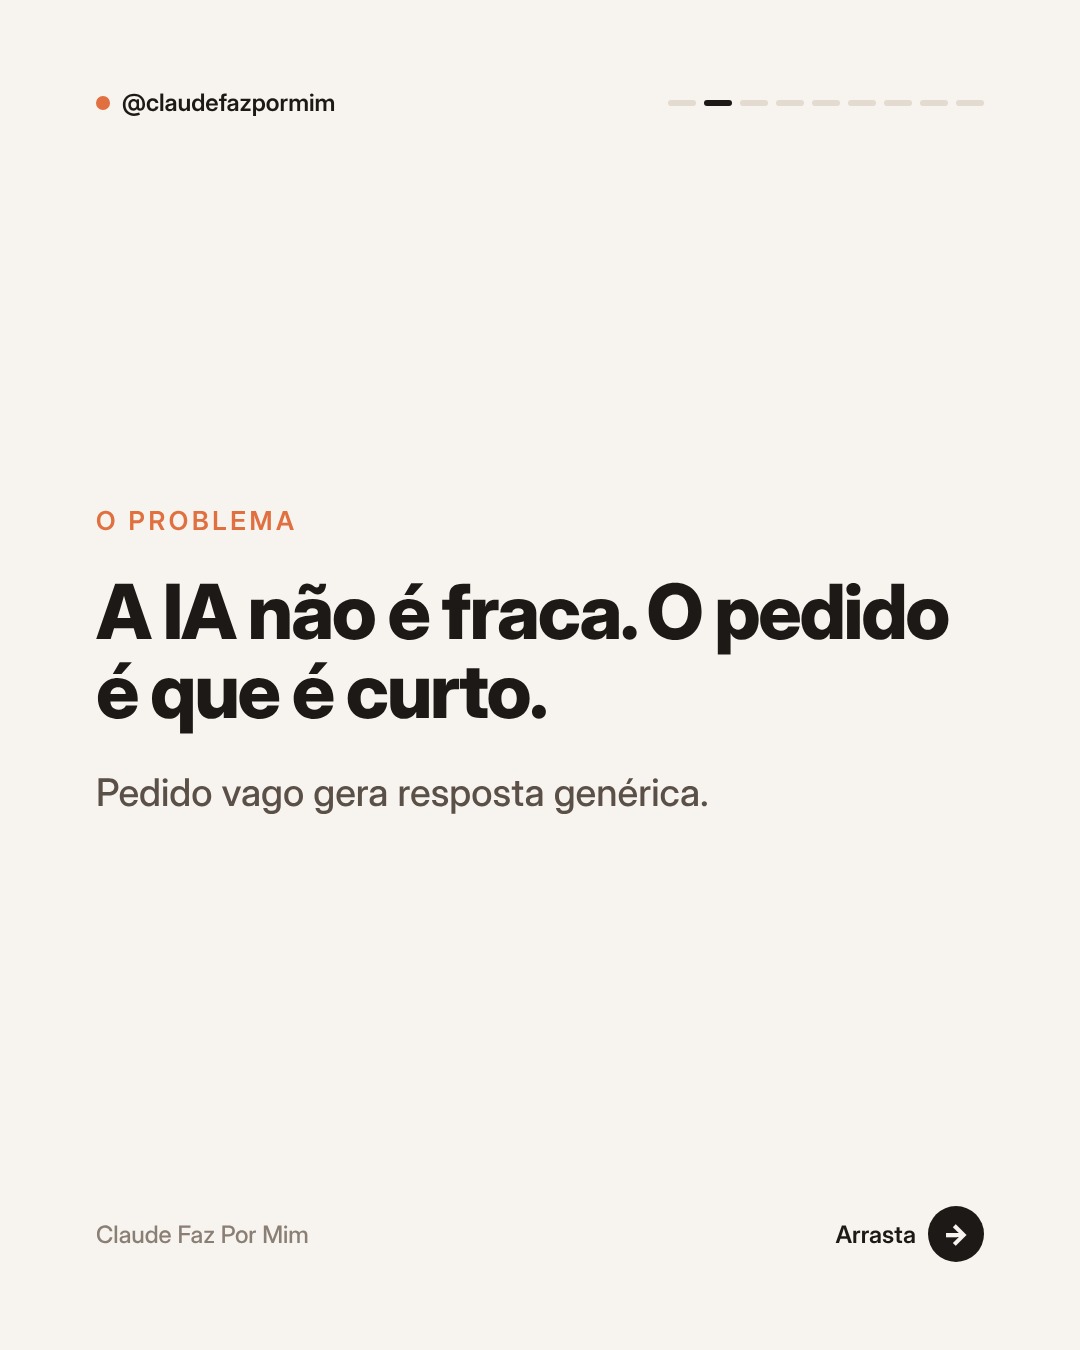 @claudefazpormim
O PROBLEMA
A IA não é fraca. O pedido
é que é curto.
Pedido vago gera resposta genérica.
Claude Faz Por Mim
Arrasta